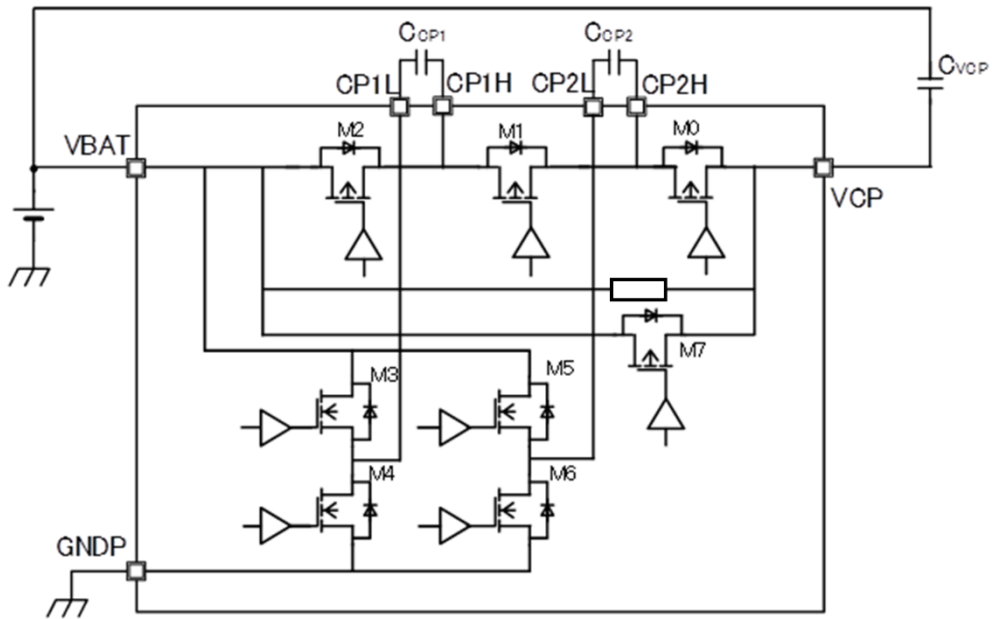 CCP1
CCP2
CVCP
CP1L
CP1H
CP2L
CP2H
VBAT
M2
M1
M0
VCP
M7
M3
M5
M4
M6
GNDP